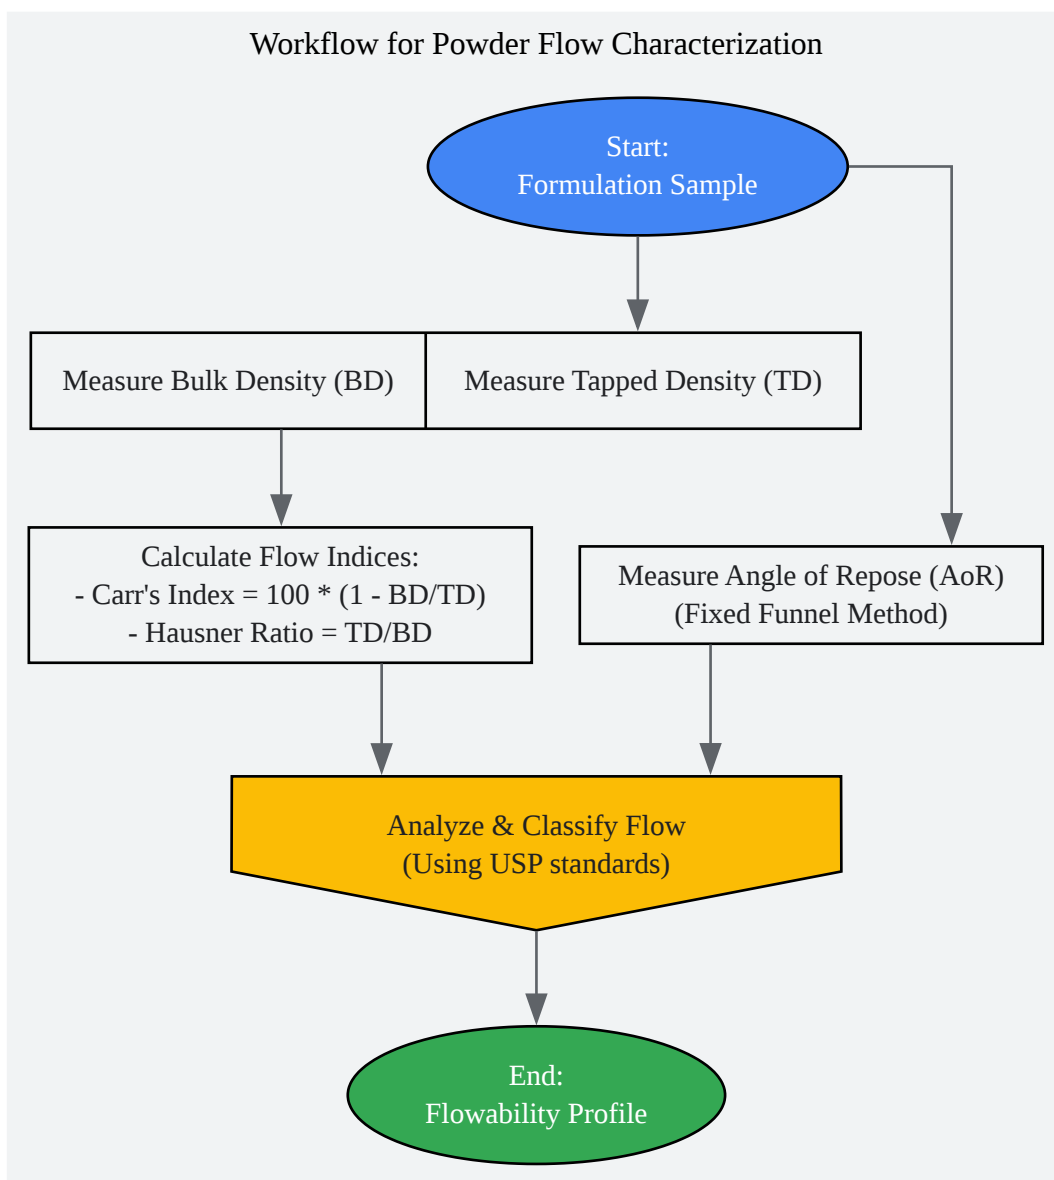 Workflow for Powder Flow Characterization
Start:
Formulation Sample
Measure Bulk Density (BD)
Measure Tapped Density (TD)
Calculate Flow Indices:
- Carr's Index = 100 * (1 - BD/TD)
- Hausner Ratio = TD/BD
Measure Angle of Repose (AoR)
(Fixed Funnel Method)
Analyze & Classify Flow
(Using USP standards)
End:
Flowability Profile